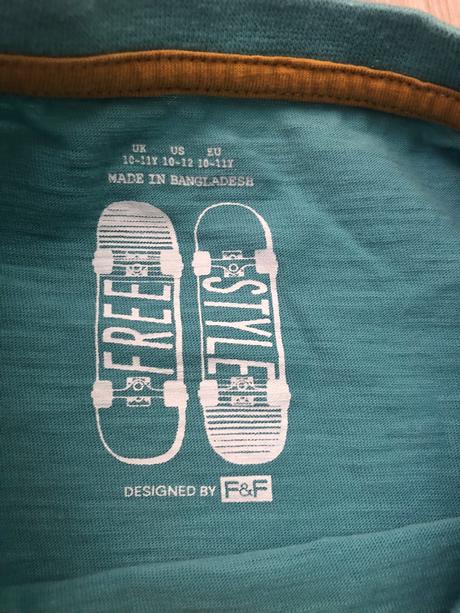 UK US EU
10-11Y 10-12 10-11Y
MADE IN BANGLADESH
FREE
STYLE
DESIGNED BY F&F